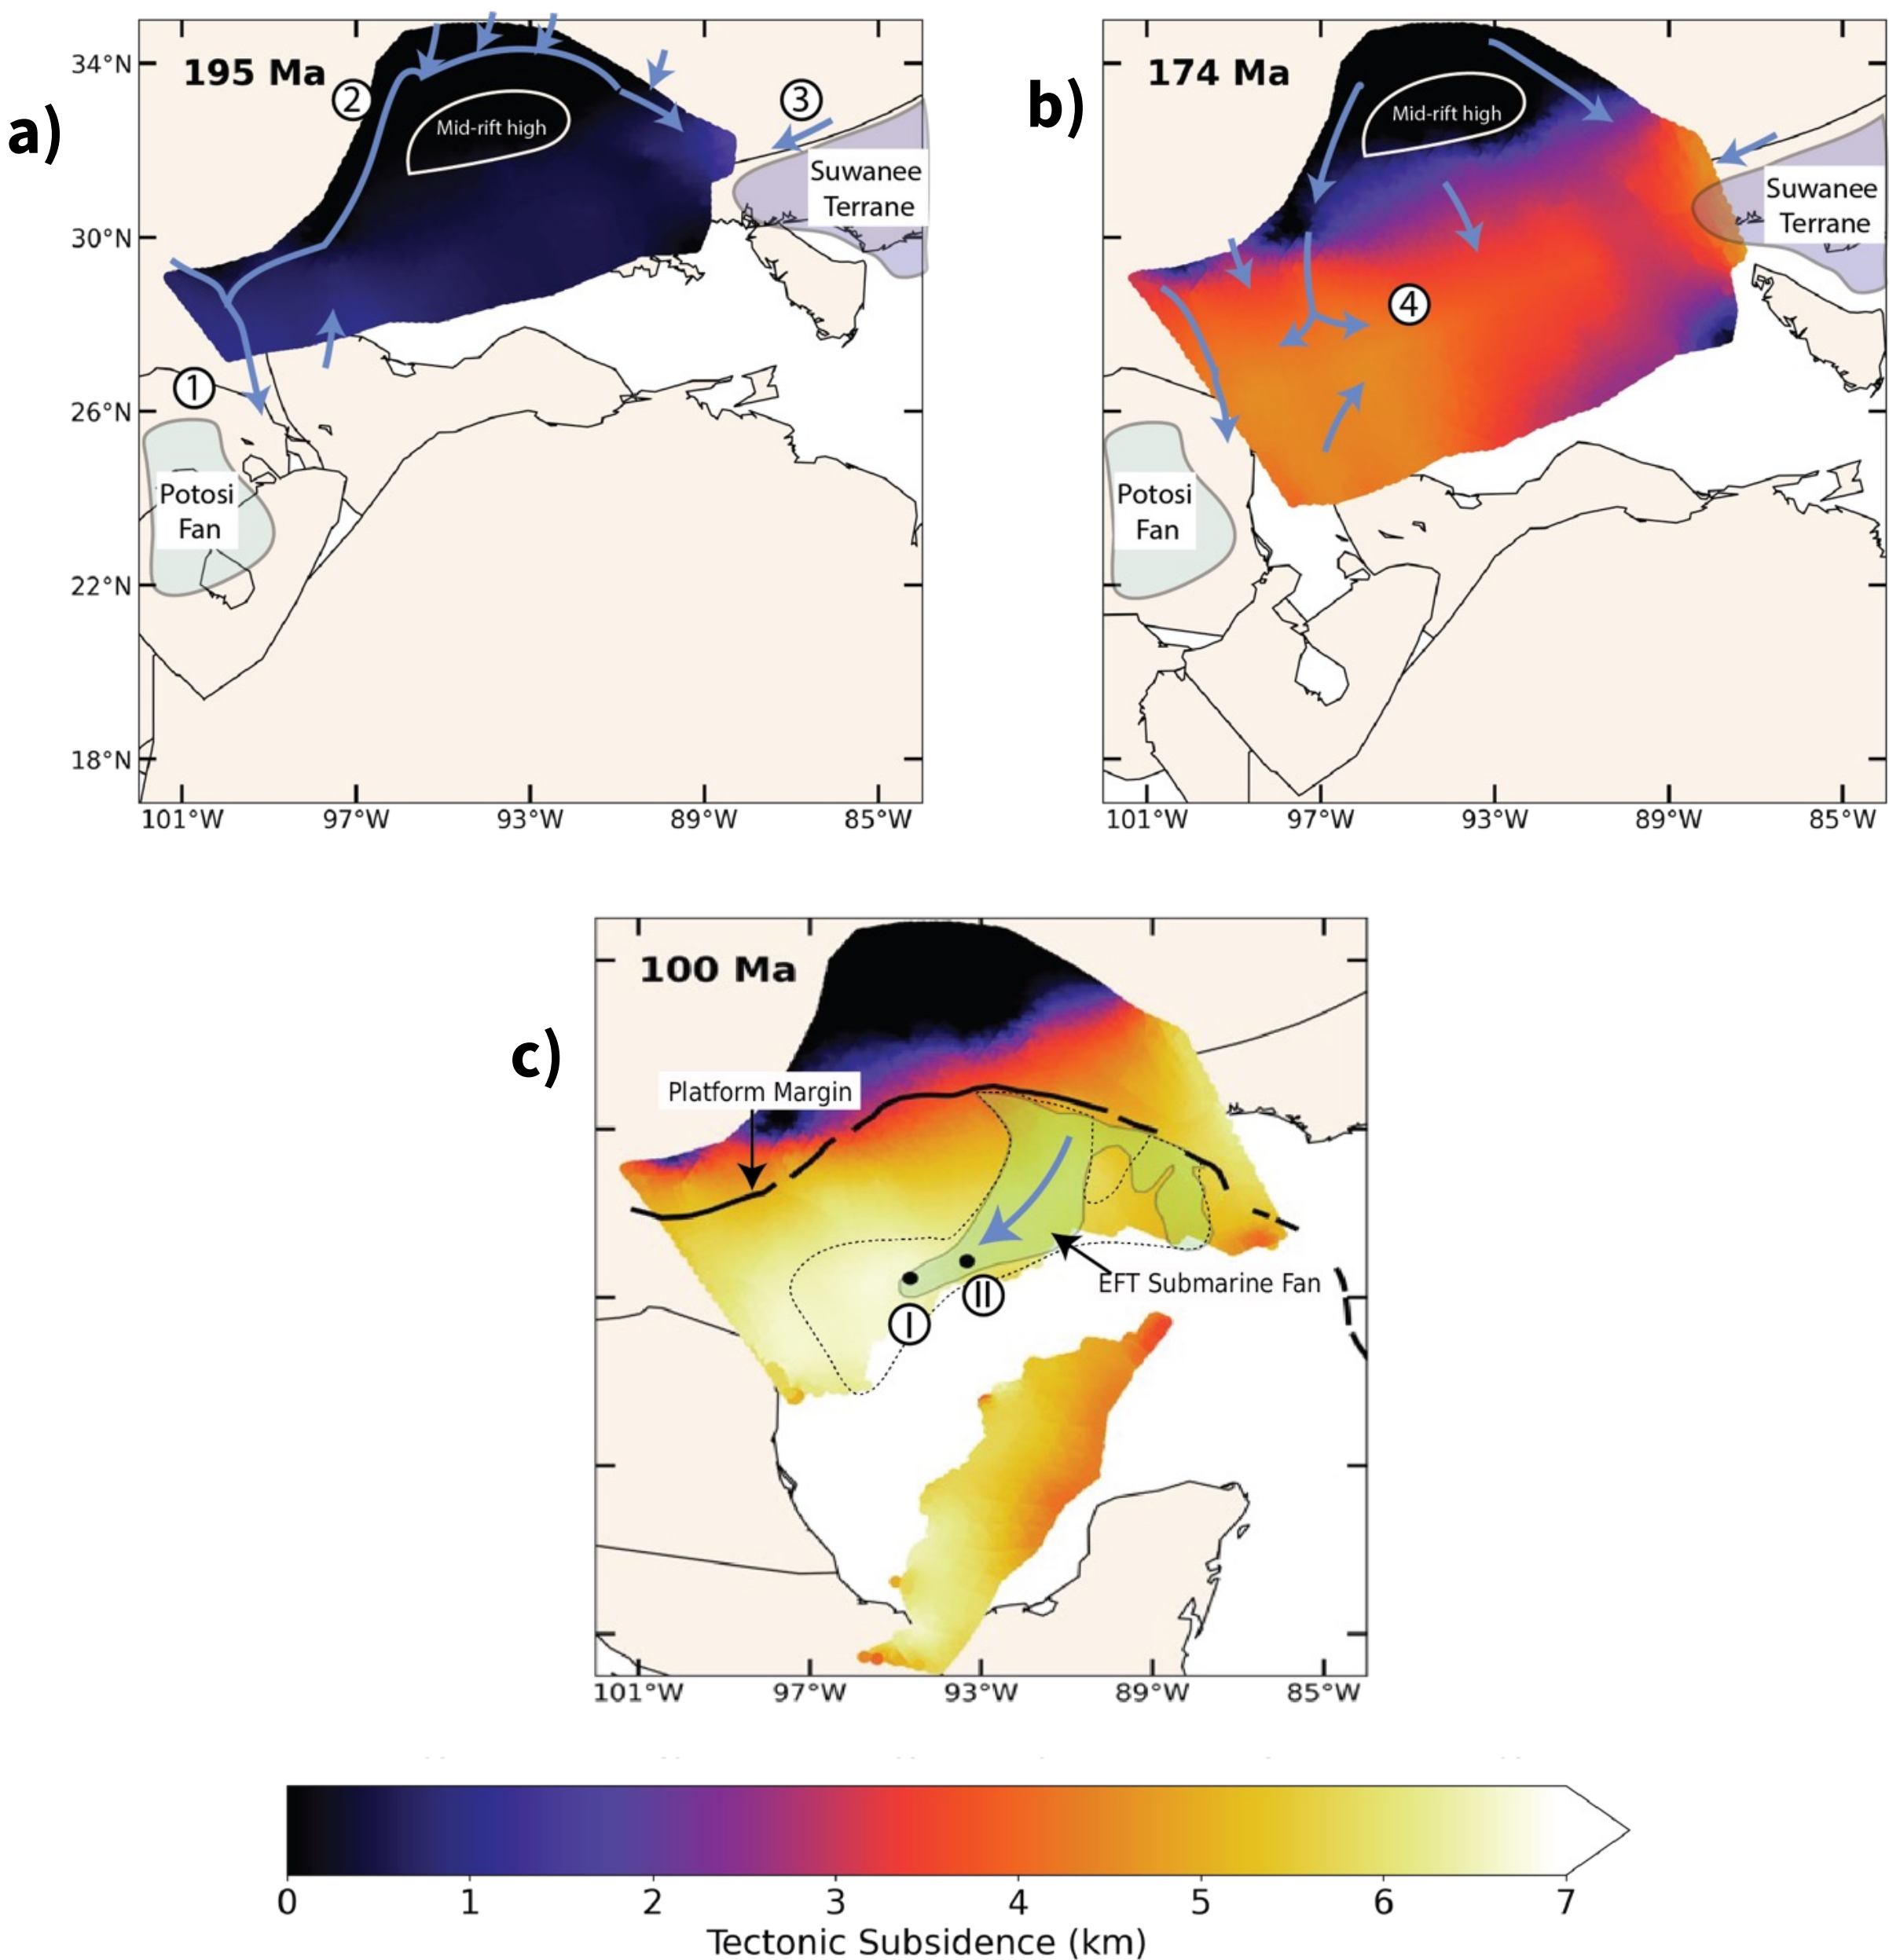 a)
195 Ma
34°N
30°N
26°N
22°N
18°N
101°W 97°W 93°W 89°W 85°W
2
3
1
Mid-rift high
Suwanee
Terrane
Potosi
Fan
b)
174 Ma
Mid-rift high
Suwanee
Terrane
4
Potosi
Fan
101°W 97°W 93°W 89°W 85°W
c)
100 Ma
Platform Margin
EFT Submarine Fan
II
I
101°W 97°W 93°W 89°W 85°W
0 1 2 3 4 5 6 7
Tectonic Subsidence (km)